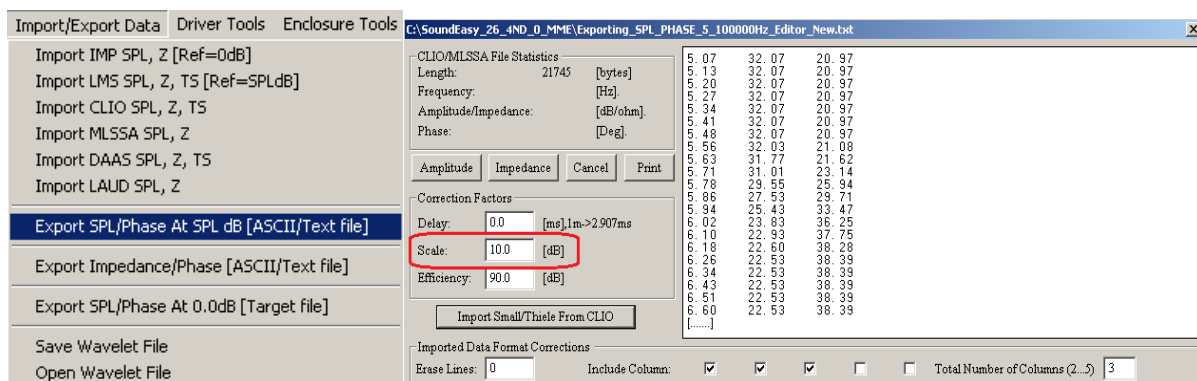 Import/Export Data Driver Tools Enclosure Tools
Import IMP SPL, Z [Ref=0dB]
Import LMS SPL, Z, TS [Ref=SPLdB]
Import CLIO SPL, Z, TS
Import MLSSA SPL, Z
Import DAAS SPL, Z, TS
Import LAUD SPL, Z
Export SPL/Phase At SPL dB [ASCII/Text file]
Export Impedance/Phase [ASCII/Text file]
Export SPL/Phase At 0.0dB [Target file]
Save Wavelet File
Open Wavelet File
C:\SoundEasy_26_4ND_0_MME\Exporting_SPL_PHASE_5_100000Hz_Editor_New.txt
CLIO/MLSSA File Statistics
Length: 21745 [bytes]
Frequency: [Hz].
Amplitude/Impedance: [dB/ohm].
Phase: [Deg].
Amplitude Impedance Cancel Print
Correction Factors
Delay: 0.0 [ms],1m->2.907ms
Scale: 10.0 [dB]
Efficiency: 90.0 [dB]
Import Small/Thiele From CLIO
5.07 32.07 20.97
5.13 32.07 20.97
5.20 32.07 20.97
5.27 32.07 20.97
5.34 32.07 20.97
5.41 32.07 20.97
5.48 32.07 20.97
5.56 32.03 21.08
5.63 31.77 21.62
5.71 31.01 23.14
5.78 29.55 25.94
5.86 27.53 29.71
5.94 25.43 33.47
6.02 23.83 36.25
6.10 22.93 37.75
6.18 22.60 38.28
6.26 22.53 38.39
6.34 22.53 38.39
6.43 22.53 38.39
6.51 22.53 38.39
6.60 22.53 38.39
[.......]
Imported Data Format Corrections
Erase Lines: 0 Include Column: Total Number of Columns (2...5) 3